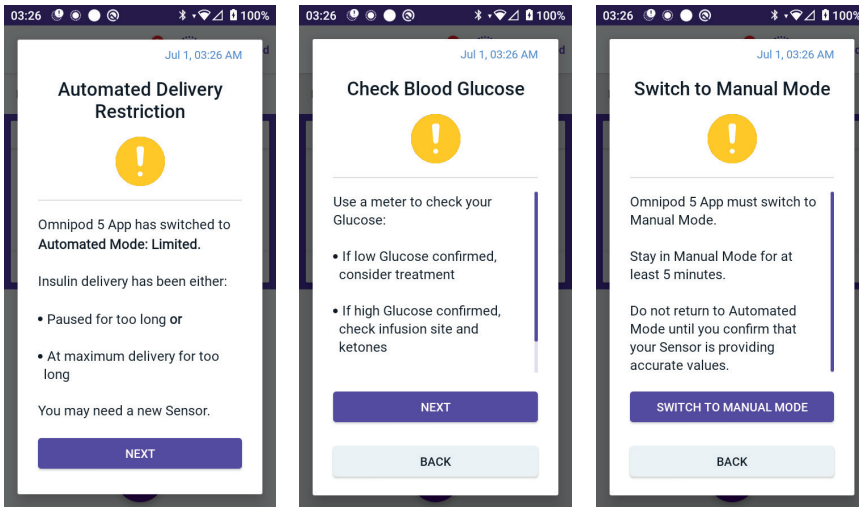 03:26 100%
Jul 1, 03:26 AM
Automated Delivery
Restriction
Omnipod 5 App has switched to
Automated Mode: Limited.
Insulin delivery has been either:
• Paused for too long or
• At maximum delivery for too
long
You may need a new Sensor.
NEXT
03:26 100%
Jul 1, 03:26 AM
Check Blood Glucose
Use a meter to check your
Glucose:
• If low Glucose confirmed,
consider treatment
• If high Glucose confirmed,
check infusion site and
ketones
NEXT
BACK
03:26 100%
Jul 1, 03:26 AM
Switch to Manual Mode
Omnipod 5 App must switch to
Manual Mode.
Stay in Manual Mode for at
least 5 minutes.
Do not return to Automated
Mode until you confirm that
your Sensor is providing
accurate values.
SWITCH TO MANUAL MODE
BACK